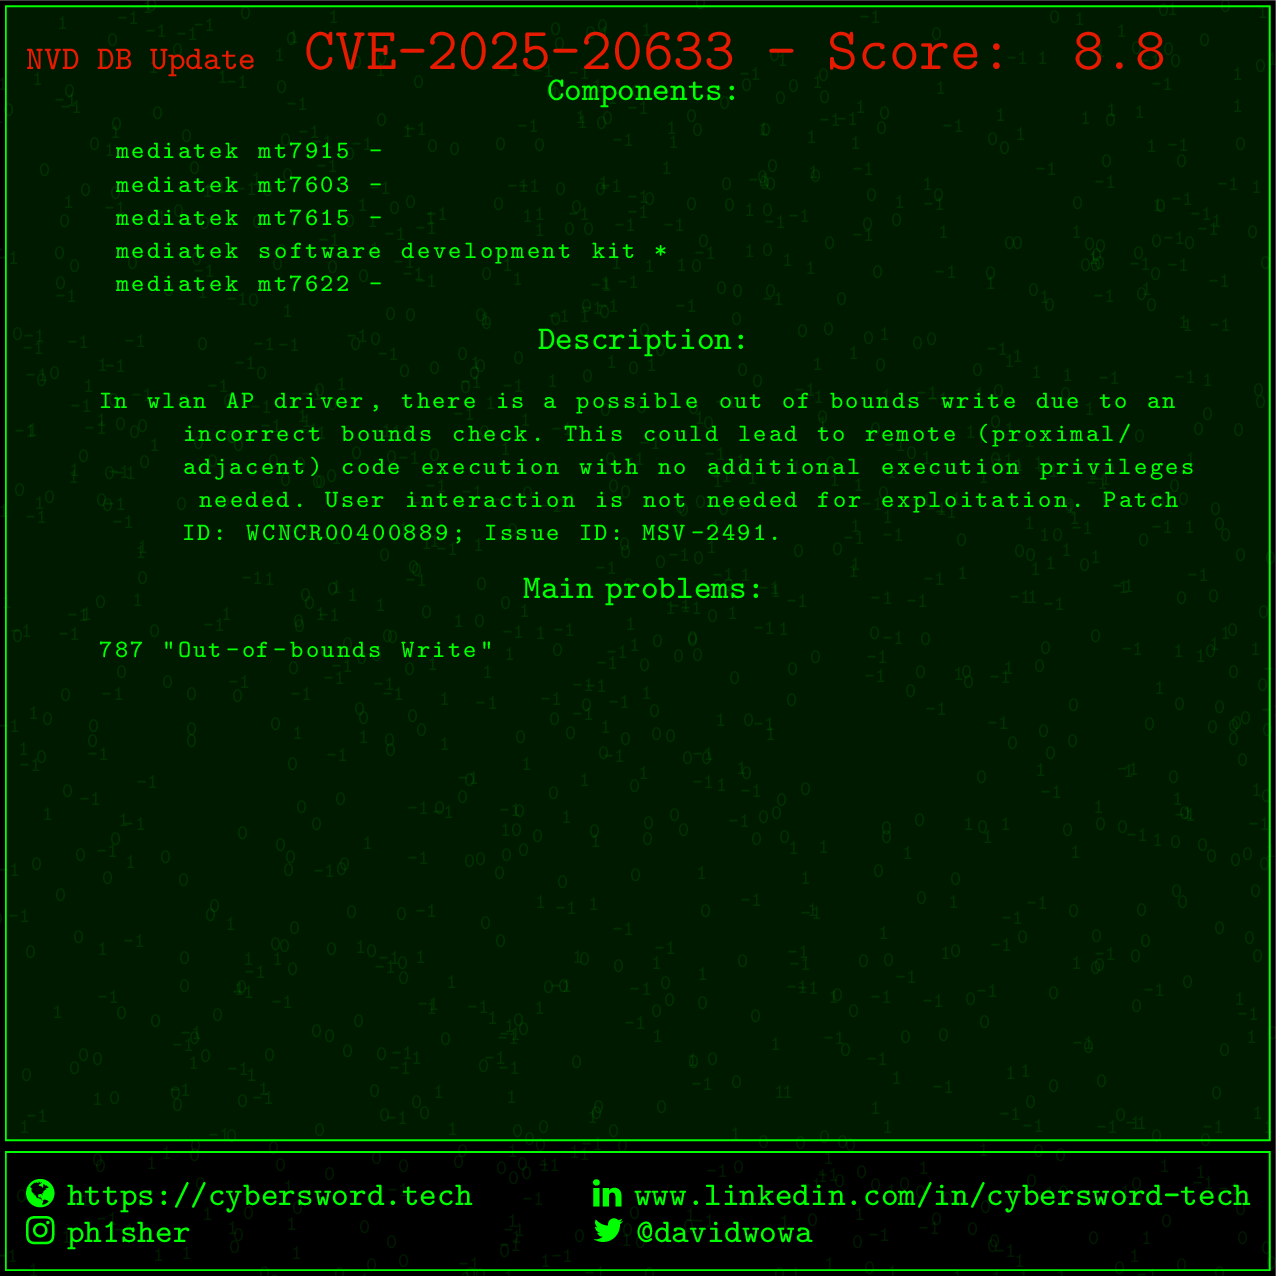 NVD DB Update CVE-2025-20633 - Score: 8.8
Components:
mediatek mt7915 -
mediatek mt7603 -
mediatek mt7615 -
mediatek software development kit *
mediatek mt7622 -
Description:
In wlan AP driver, there is a possible out of bounds write due to an
incorrect bounds check. This could lead to remote (proximal/
adjacent) code execution with no additional execution privileges
needed. User interaction is not needed for exploitation. Patch
ID: WCNCR00400889; Issue ID: MSV-2491.
Main problems:
787 "Out-of-bounds Write"
https://cybersword.tech
www.linkedin.com/in/cybersword-tech
ph1sher
@davidwowa